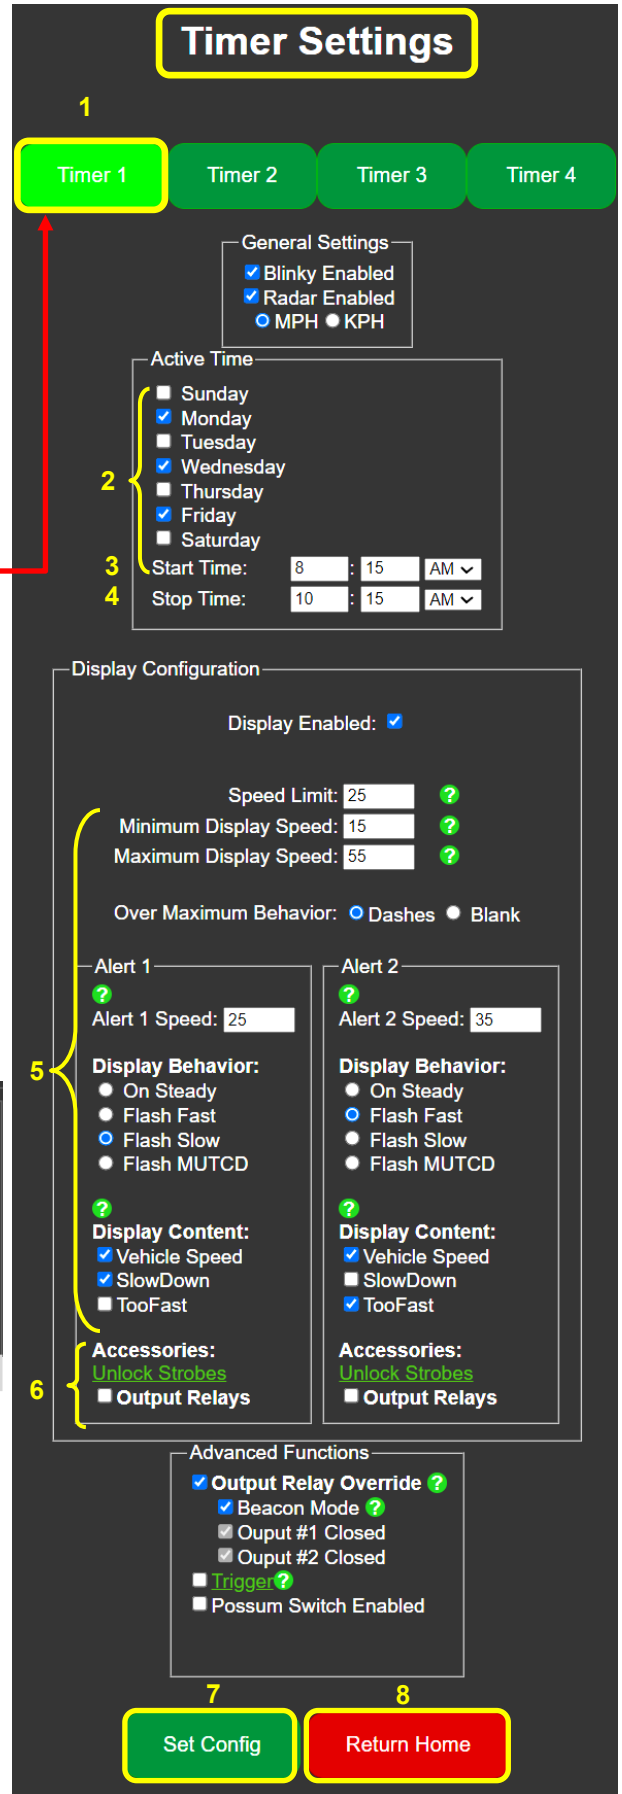 Timer Settings
1
Timer 1 Timer 2 Timer 3 Timer 4
General Settings
Blinky Enabled
Radar Enabled
MPH KPH
Active Time
Sunday
Monday
Tuesday
2 Wednesday
Thursday
Friday
Saturday
3 Start Time: 8 : 15 AM
4 Stop Time: 10 : 15 AM
Display Configuration
Display Enabled:
Speed Limit: 25 ?
Minimum Display Speed: 15 ?
Maximum Display Speed: 55 ?
Over Maximum Behavior: Dashes Blank
5
Alert 1
?
Alert 1 Speed: 25
Display Behavior:
On Steady
Flash Fast
Flash Slow
Flash MUTCD
?
Display Content:
Vehicle Speed
SlowDown
TooFast
6
Accessories:
Unlock Strobes
Output Relays
Alert 2
?
Alert 2 Speed: 35
Display Behavior:
On Steady
Flash Fast
Flash Slow
Flash MUTCD
?
Display Content:
Vehicle Speed
SlowDown
TooFast
Accessories:
Unlock Strobes
Output Relays
Advanced Functions
Output Relay Override ?
Beacon Mode ?
Ouput #1 Closed
Ouput #2 Closed
Trigger ?
Possum Switch Enabled
7 8
Set Config Return Home